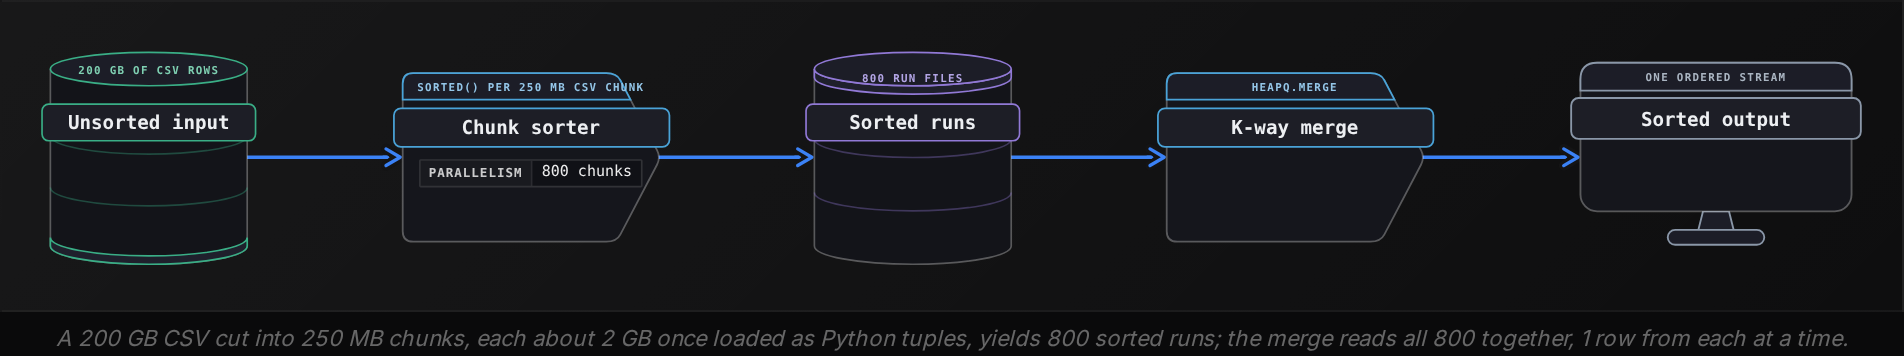 200 GB OF CSV ROWS
Unsorted input
SORTED() PER 250 MB CSV CHUNK
Chunk sorter
PARALLELISM 800 chunks
800 RUN FILES
Sorted runs
HEAPQ.MERGE
K-way merge
ONE ORDERED STREAM
Sorted output
A 200 GB CSV cut into 250 MB chunks, each about 2 GB once loaded as Python tuples, yields 800 sorted runs; the merge reads all 800 together, 1 row from each at a time.